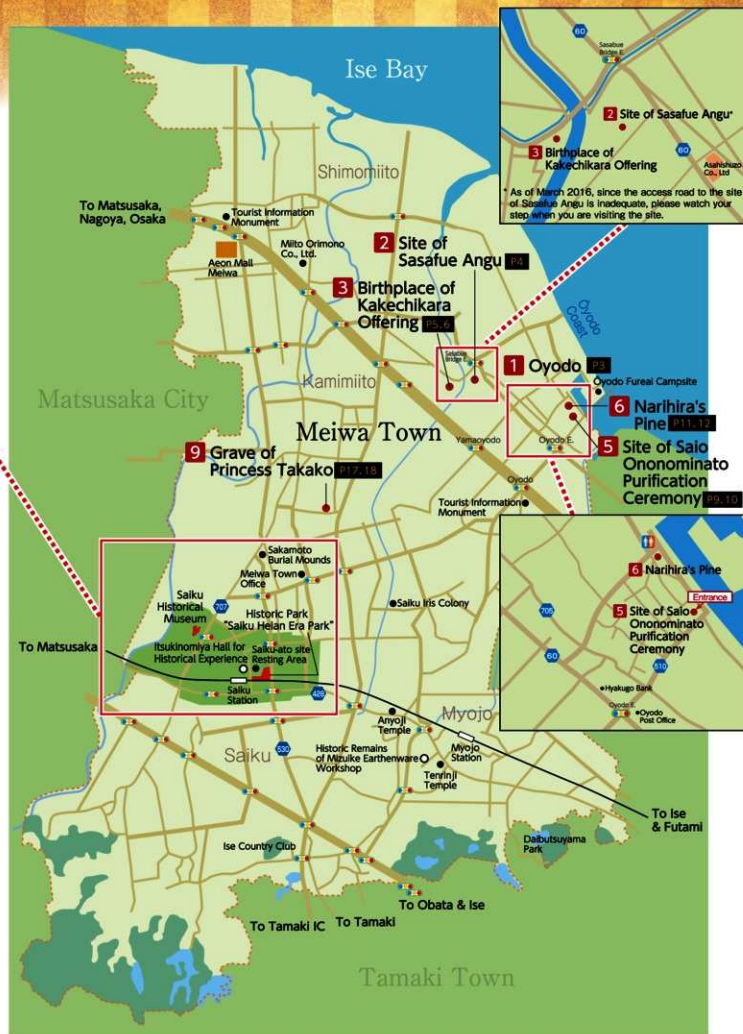 Ise Bay
60
Sasabue
Bridge E.
2 Site of Sasafue Angu*
3 Birthplace of
Kakechikara Offering
60
Asahishuzo
Co., Ltd
* As of March 2016, since the access road to the site
of Sasafue Angu is inadequate, please watch your
step when you are visiting the site.
Shimomiito
To Matsusaka,
Nagoya, Osaka
Tourist Information
Monument
Aeon Mall
Meiwa
Miito Orimono
Co., Ltd.
2 Site of
Sasafue Angu P4
3 Birthplace of
Kakechikara
Offering P5.6
Sasabue
Bridge E.
Oyodo
Coast
1 Oyodo P3
Oyodo Fureai Campsite
Kamimiito
Matsusaka City
6 Narihira's
Pine P11.12
Meiwa Town
Yamaoyodo
Oyodo E.
5 Site of Saio
Ononominato
Purification
Ceremony P9.10
9 Grave of
Princess Takako P17.18
Oyodo
Tourist Information
Monument
6 Narihira's Pine
Entrance
705
5 Site of Saio
Ononominato
Purification
Ceremony
60
510
Hyakugo Bank
Oyodo E.
Oyodo
Post Office
Sakamoto
Burial Mounds
Meiwa Town
Office
Saiku
Historical
Museum
707
Historic Park
"Saiku Heian Era Park"
Saiku Iris Colony
To Matsusaka
Itsukinomiya Hall for
Historical Experience
Saiku-ato site
Resting Area
Saiku
Station
428
Anyoji
Temple
Myojo
Saiku
530
Historic Remains
of Mizuike Earthenware
Workshop
Myojo
Station
Tenrinji
Temple
To Ise
& Futami
Ise Country Club
Daibutsuyama
Park
To Obata & Ise
To Tamaki IC
To Tamaki
Tamaki Town